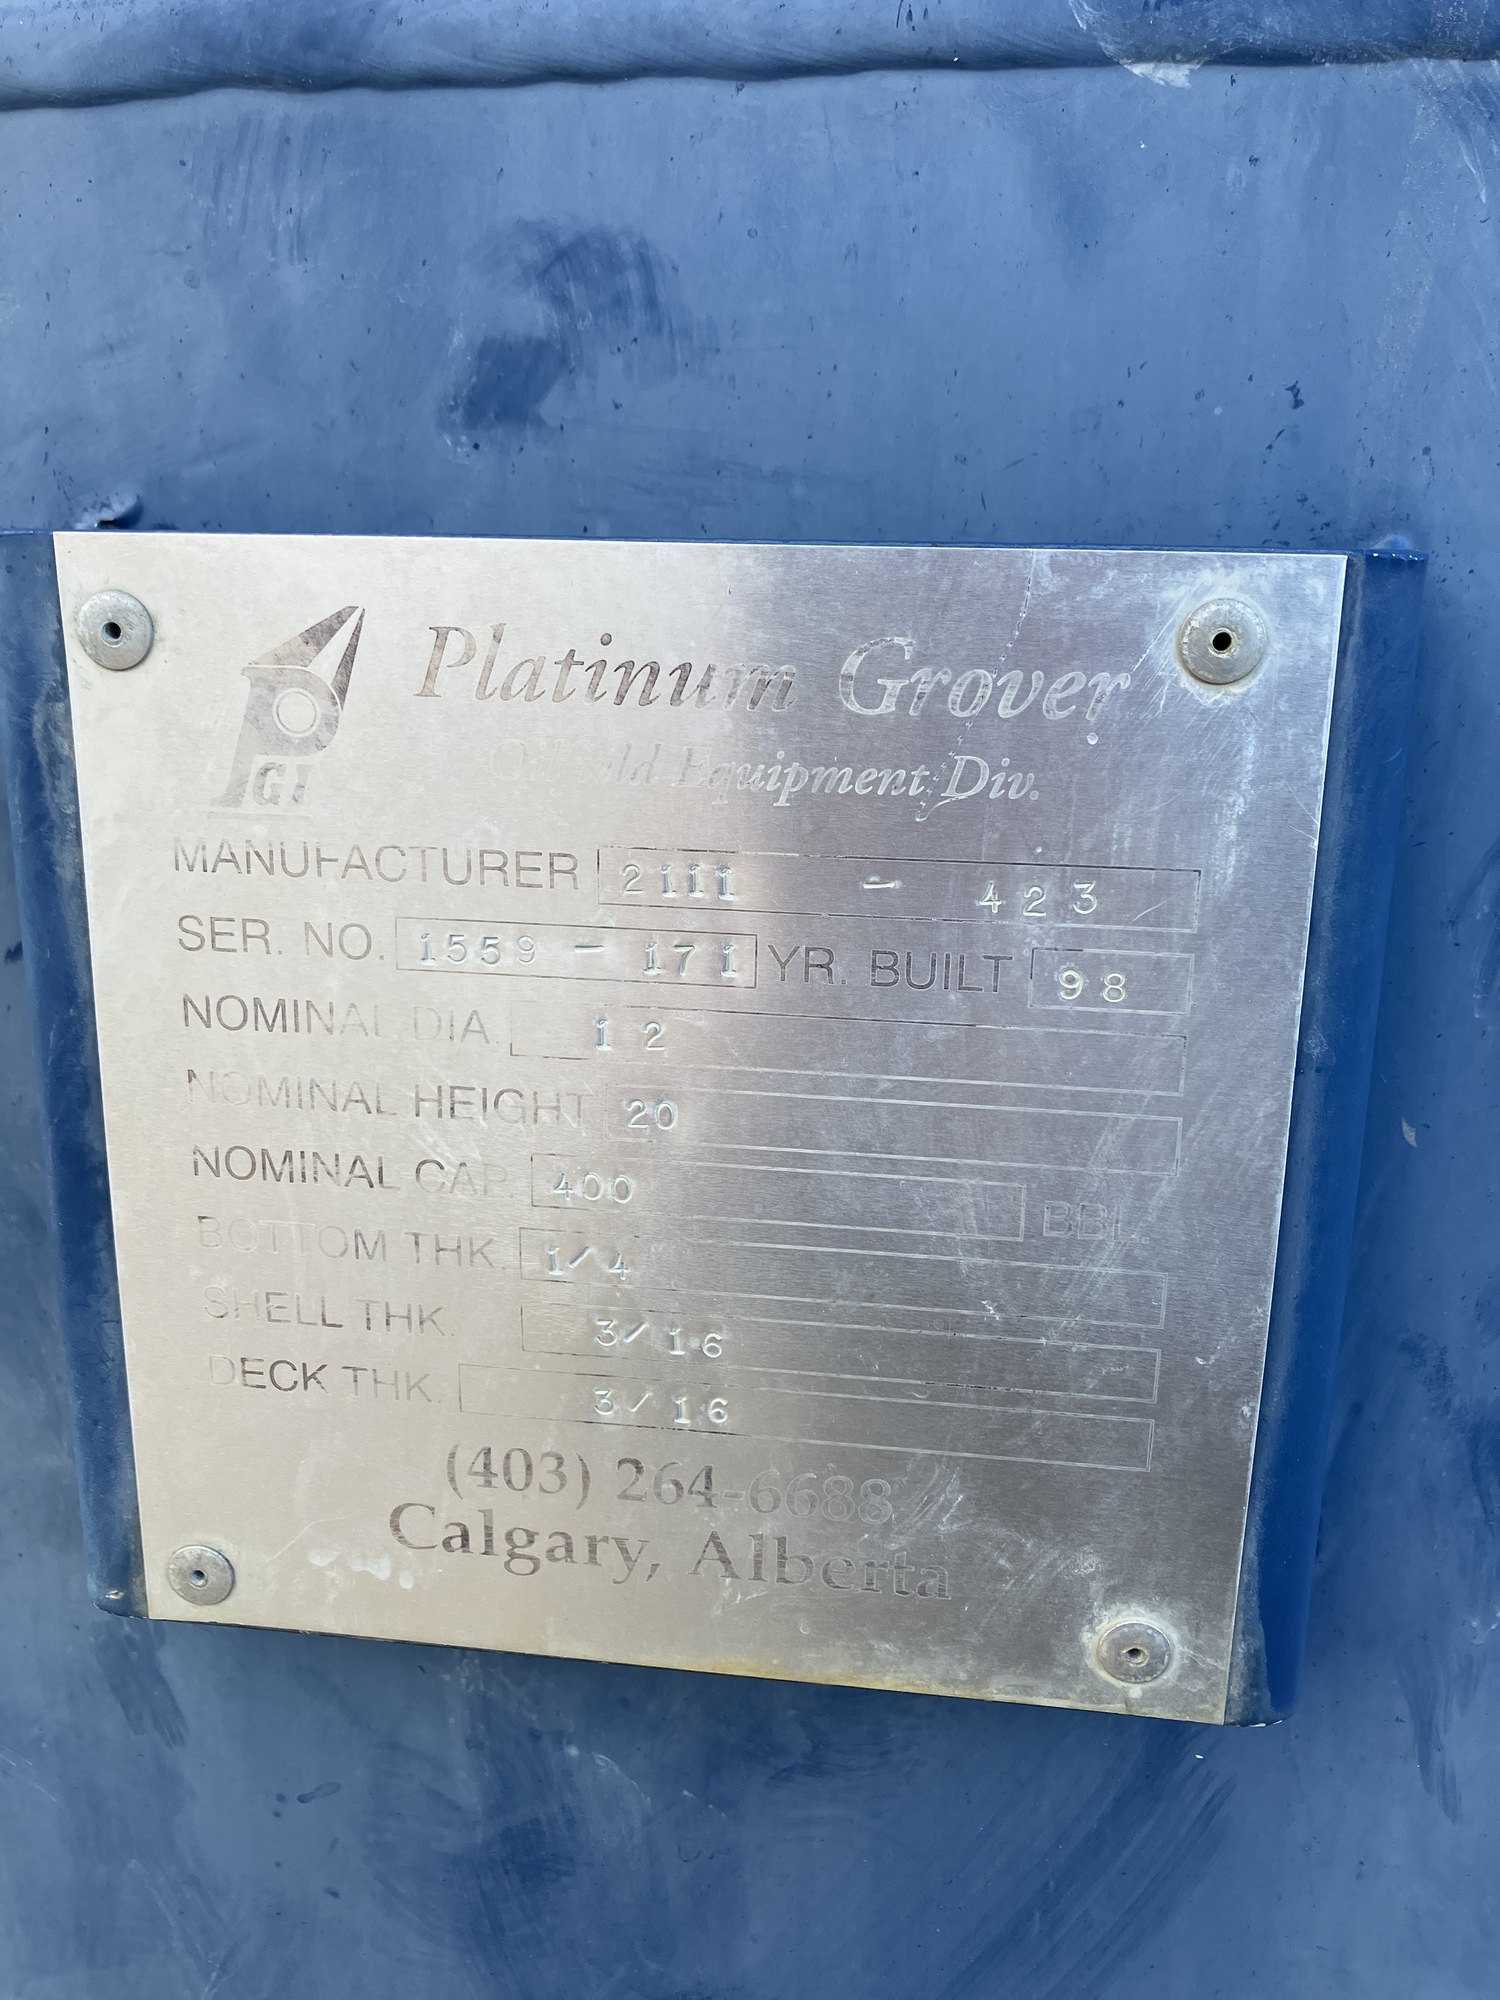 PGI
Platinum Grover
Oilfield Equipment Div.
MANUFACTURER 2111 - 423
SER. NO. 1559 - 171 YR. BUILT 98
NOMINAL DIA. 12
NOMINAL HEIGHT 20
NOMINAL CAP. 400 BBL.
BOTTOM THK. 1/4
SHELL THK. 3/16
DECK THK. 3/16
(403) 264-6688
Calgary, Alberta